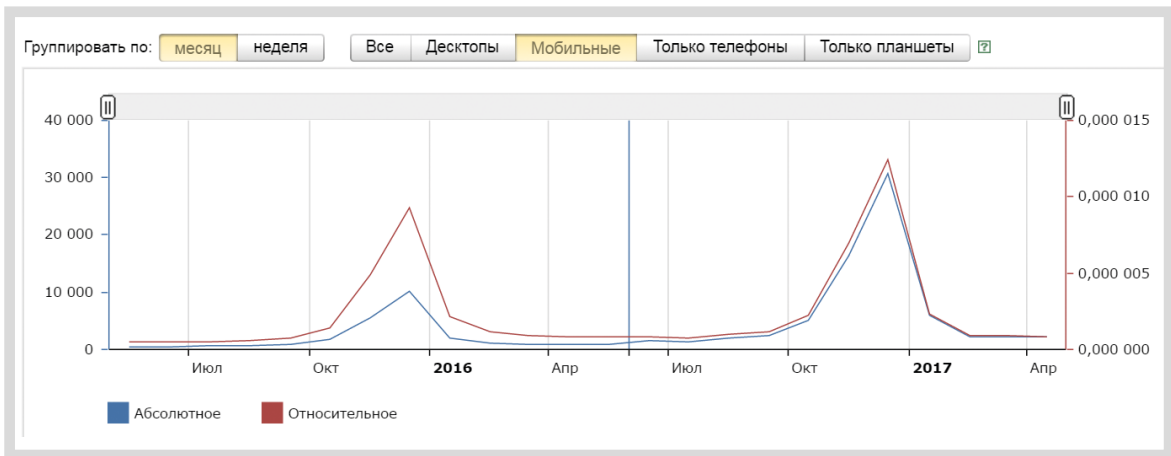 Группировать по: месяц неделя Все Десктопы Мобильные Только телефоны Только планшеты ?
40 000 0,000 015
30 000
0,000 010
20 000
0,000 005
10 000
0 0,000 000
Июл Окт 2016 Апр Июл Окт 2017 Апр
Абсолютное Относительное